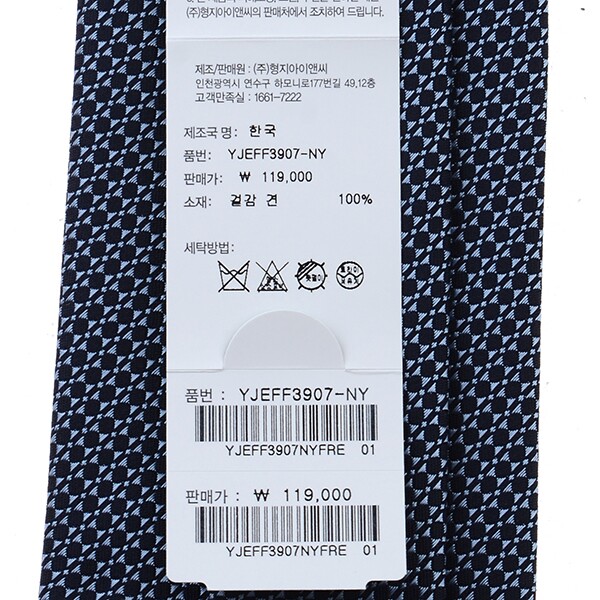 (주)형지아이앤씨의 판매처에서 조치하여 드립니다.
제조/판매원 : (주)형지아이앤씨
인천광역시 연수구 하모니로177번길 49,12층
고객만족실 : 1661-7222
제조국 명: 한국
품번: YJEFF3907-NY
판매가: ₩ 119,000
소재: 겉감 견 100%
세탁방법:
품번 : YJEFF3907-NY
YJEFF3907NYFRE 01
판매가 : ₩ 119,000
YJEFF3907NYFRE 01